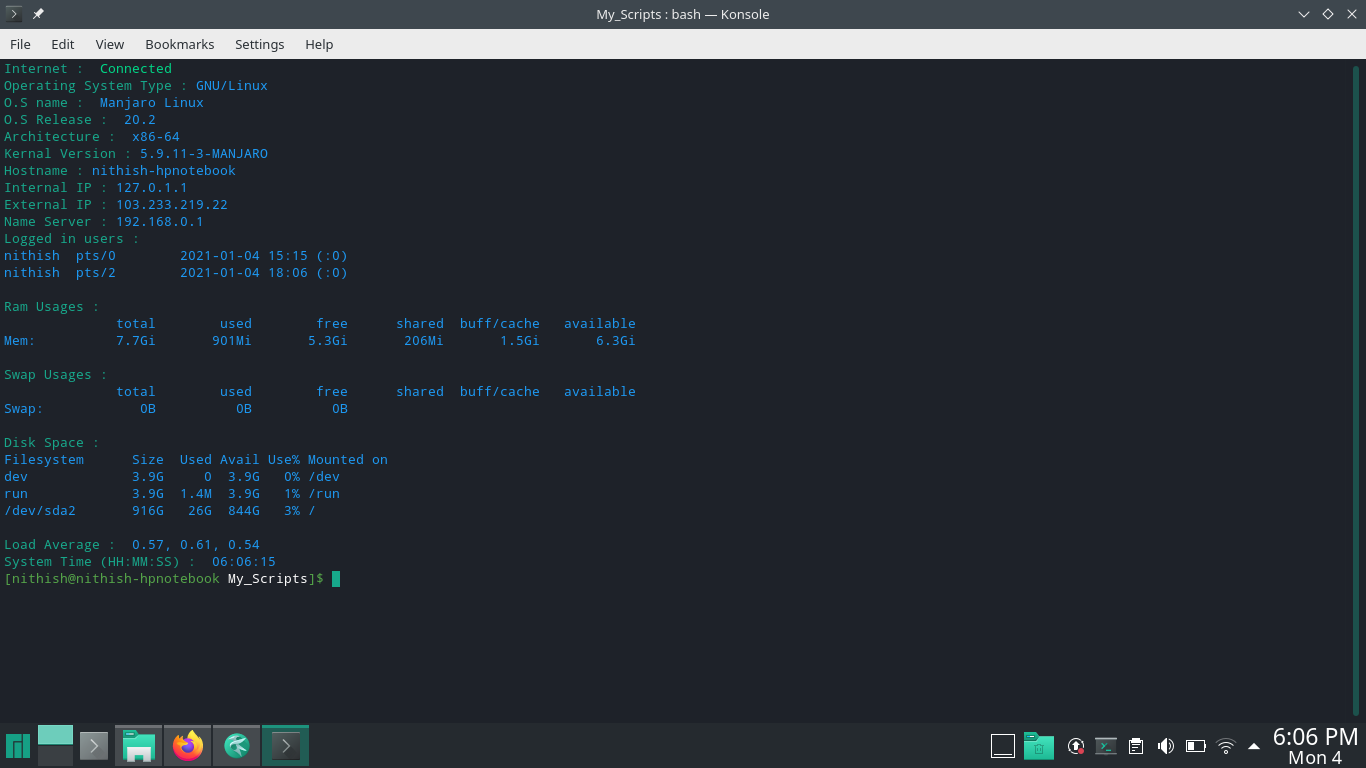 My_Scripts : bash — Konsole
File Edit View Bookmarks Settings Help
Internet :  Connected
Operating System Type : GNU/Linux
O.S name :  Manjaro Linux
O.S Release :  20.2
Architecture :  x86-64
Kernal Version : 5.9.11-3-MANJARO
Hostname : nithish-hpnotebook
Internal IP : 127.0.1.1
External IP : 103.233.219.22
Name Server : 192.168.0.1
Logged in users :
nithish  pts/0        2021-01-04 15:15 (:0)
nithish  pts/2        2021-01-04 18:06 (:0)
Ram Usages :
              total        used        free      shared  buff/cache   available
Mem:          7.7Gi       901Mi       5.3Gi       206Mi       1.5Gi       6.3Gi
Swap Usages :
              total        used        free      shared  buff/cache   available
Swap:            0B          0B          0B
Disk Space :
Filesystem      Size  Used Avail Use% Mounted on
dev             3.9G     0  3.9G   0% /dev
run             3.9G  1.4M  3.9G   1% /run
/dev/sda2       916G   26G  844G   3% /
Load Average :  0.57, 0.61, 0.54
System Time (HH:MM:SS) :  06:06:15
[nithish@nithish-hpnotebook My_Scripts]$
6:06 PM
Mon 4